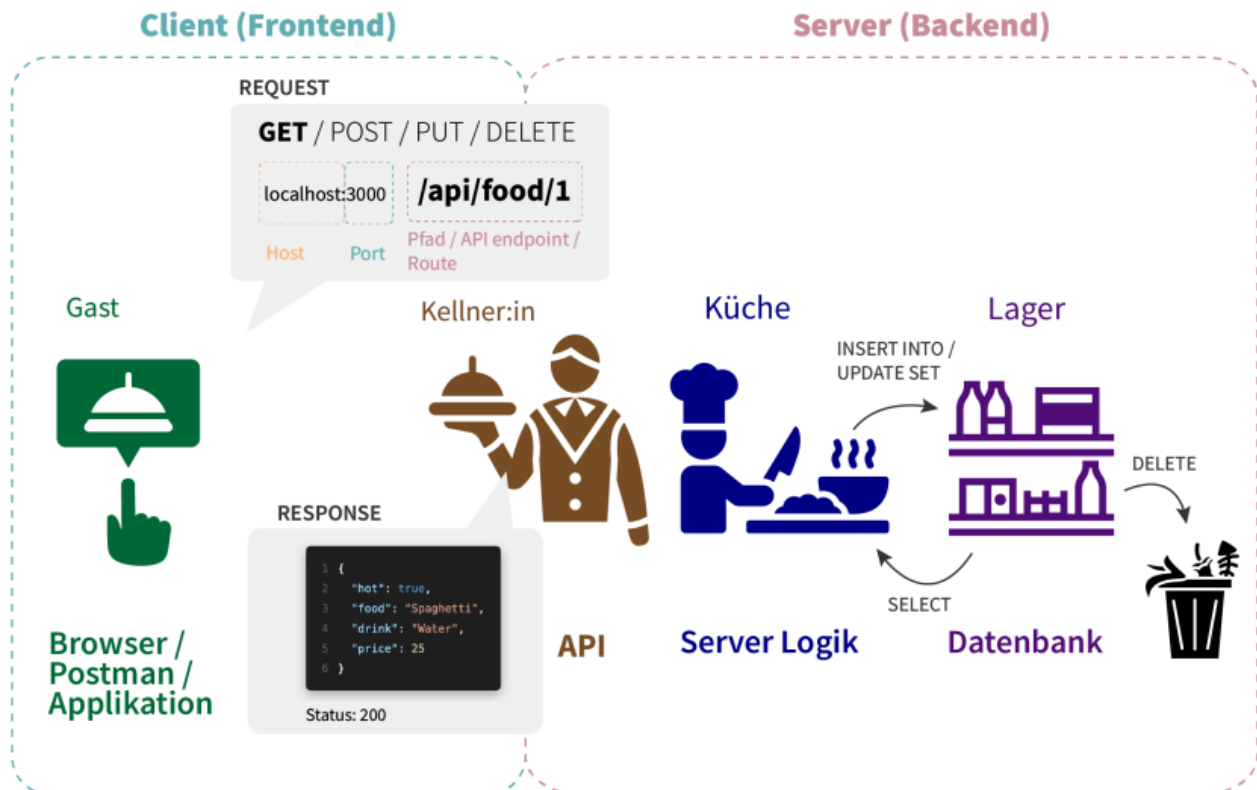 Client (Frontend)
Server (Backend)
REQUEST
GET / POST / PUT / DELETE
localhost:3000
/api/food/1
Host
Port
Pfad / API endpoint /
Route
Gast
Kellner:in
Küche
Lager
INSERT INTO /
UPDATE SET
DELETE
SELECT
RESPONSE
1 {
2 "hot": true,
3 "food": "Spaghetti",
4 "drink": "Water",
5 "price": 25
6 }
Status: 200
Browser /
Postman /
Applikation
API
Server Logik
Datenbank